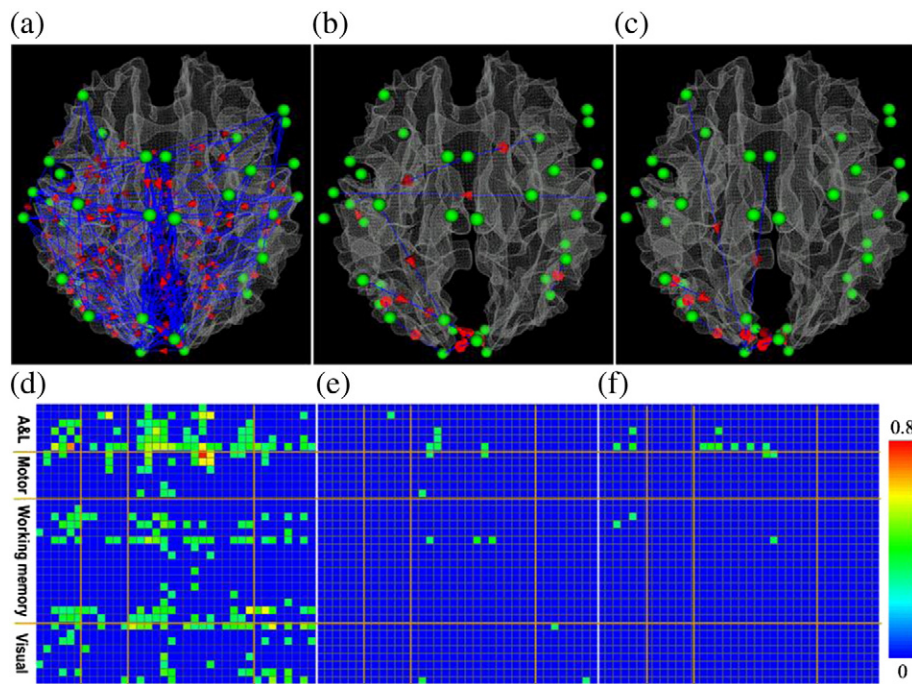 (a) (b) (c)
(d) (e) (f)
A&L
Motor
Working memory
Visual
0.8
0